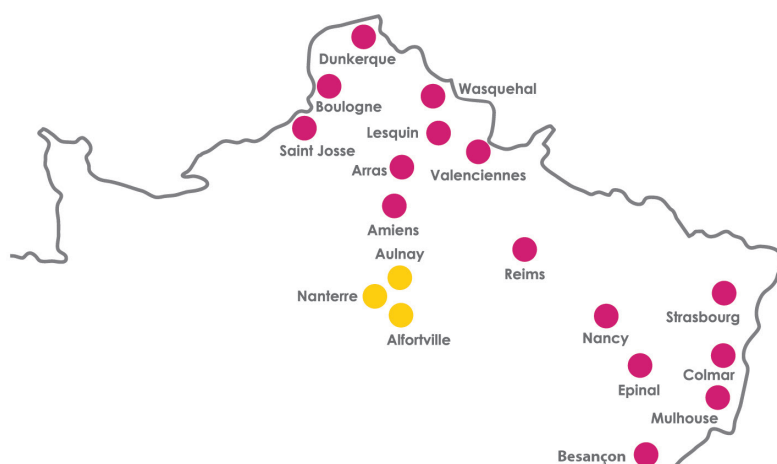 Dunkerque
Wasquehal
Boulogne
Lesquin
Saint Josse
Arras
Valenciennes
Amiens
Aulnay
Reims
Nanterre
Strasbourg
Alfortville
Nancy
Colmar
Epinal
Mulhouse
Besançon